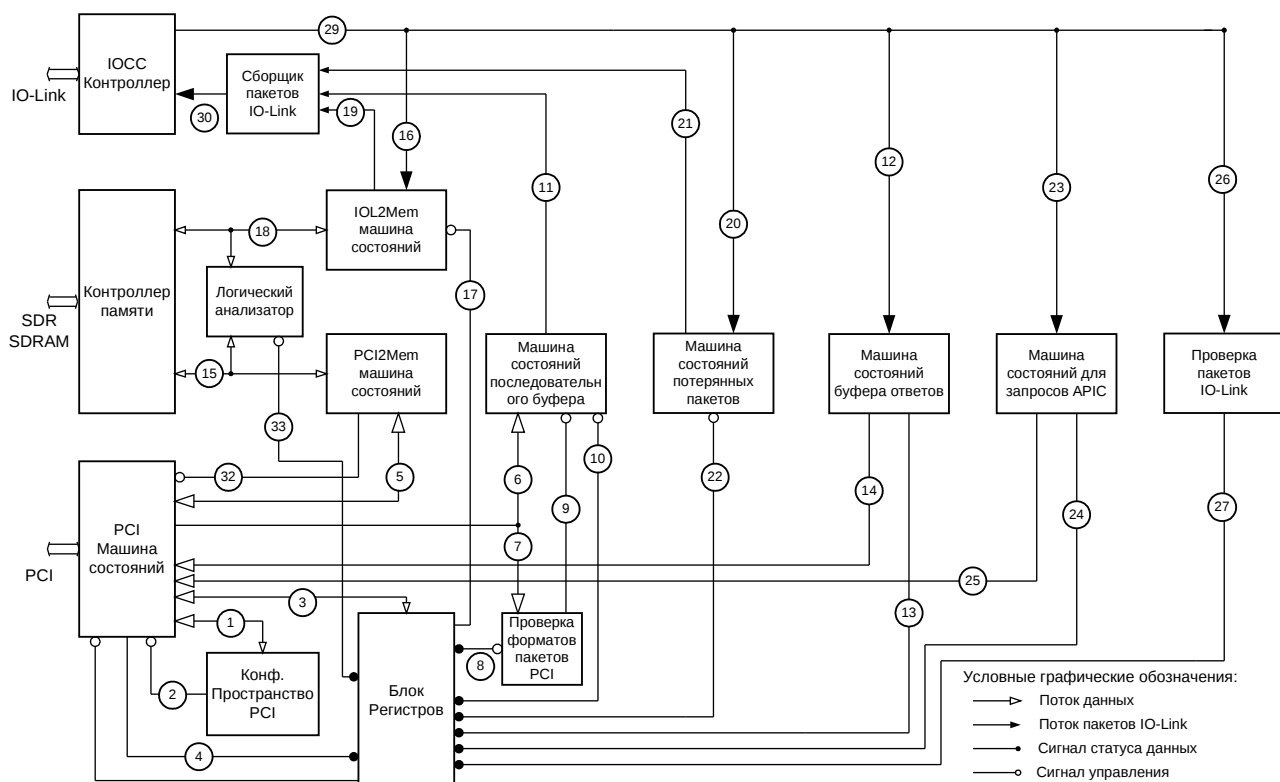 29
IOCC
Контроллер
IO-Link
30
Сборщик
пакетов
IO-Link
19
16
21
11
20
12
23
26
Контроллер
памяти
SDR
SDRAM
18
IOL2Mem
машина
состояний
17
Логический
анализатор
15
33
PCI2Mem
машина
состояний
Машина
состояний
последовательн
ого буфера
Машина
состояний
потерянных
пакетов
Машина
состояний
буфера ответов
Машина
состояний для
запросов APIC
Проверка
пакетов
IO-Link
32
5
6
10
9
22
14
24
27
7
PCI
Машина
состояний
PCI
25
3
13
1
2
Конф.
Пространство
PCI
4
Блок
Регистров
8
Проверка
форматов
пакетов
PCI
Условные графические обозначения:
Поток данных
Поток пакетов IO-Link
Сигнал статуса данных
Сигнал управления